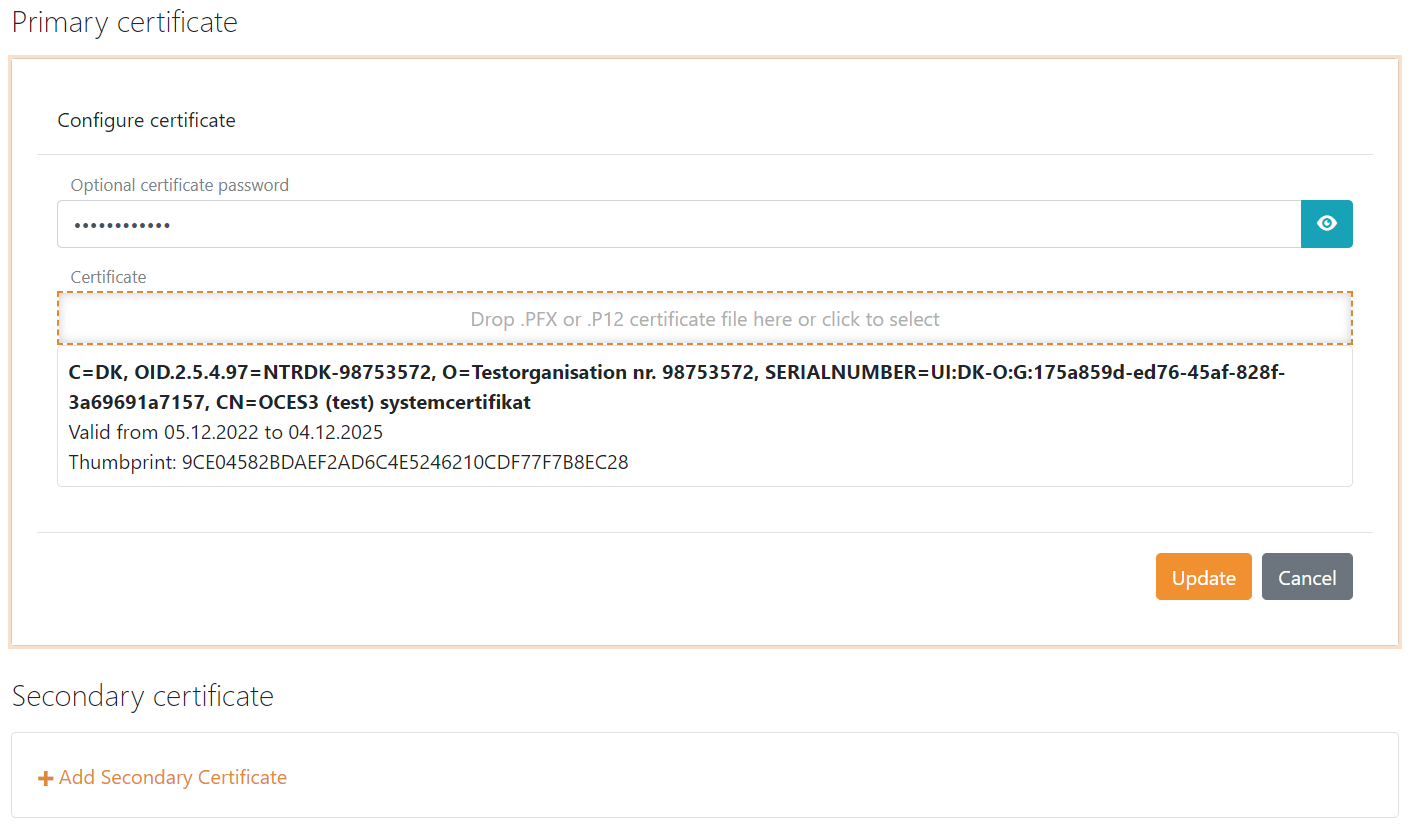 Primary certificate
Configure certificate
Optional certificate password
••••••••••••
Certificate
Drop .PFX or .P12 certificate file here or click to select
C=DK, OID.2.5.4.97=NTRDK-98753572, O=Testorganisation nr. 98753572, SERIALNUMBER=UI:DK-O:G:175a859d-ed76-45af-828f-
3a69691a7157, CN=OCES3 (test) systemcertifikat
Valid from 05.12.2022 to 04.12.2025
Thumbprint: 9CE04582BDAEF2AD6C4E5246210CDF77F7B8EC28
Update Cancel
Secondary certificate
Add Secondary Certificate